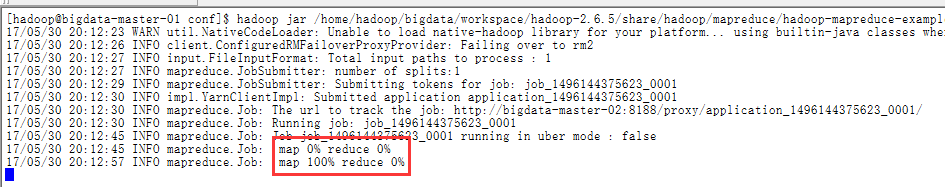 [hadoop@bigdata-master-01 conf]$ hadoop jar /home/hadoop/bigdata/workspace/hadoop-2.6.5/share/hadoop/mapreduce/hadoop-mapreduce-example
17/05/30 20:12:23 WARN util.NativeCodeLoader: Unable to load native-hadoop library for your platform... using builtin-java classes whe
17/05/30 20:12:26 INFO client.ConfiguredRMFailoverProxyProvider: Failing over to rm2
17/05/30 20:12:27 INFO input.FileInputFormat: Total input paths to process : 1
17/05/30 20:12:27 INFO mapreduce.JobSubmitter: number of splits:1
17/05/30 20:12:29 INFO mapreduce.JobSubmitter: Submitting tokens for job: job_1496144375623_0001
17/05/30 20:12:30 INFO impl.YarnClientImpl: Submitted application application_1496144375623_0001
17/05/30 20:12:30 INFO mapreduce.Job: The url to track the job: http://bigdata-master-02:8188/proxy/application_1496144375623_0001/
17/05/30 20:12:30 INFO mapreduce.Job: Running job: job_1496144375623_0001
17/05/30 20:12:45 INFO mapreduce.Job: Job job_1496144375623_0001 running in uber mode : false
17/05/30 20:12:45 INFO mapreduce.Job:  map 0% reduce 0%
17/05/30 20:12:57 INFO mapreduce.Job:  map 100% reduce 0%